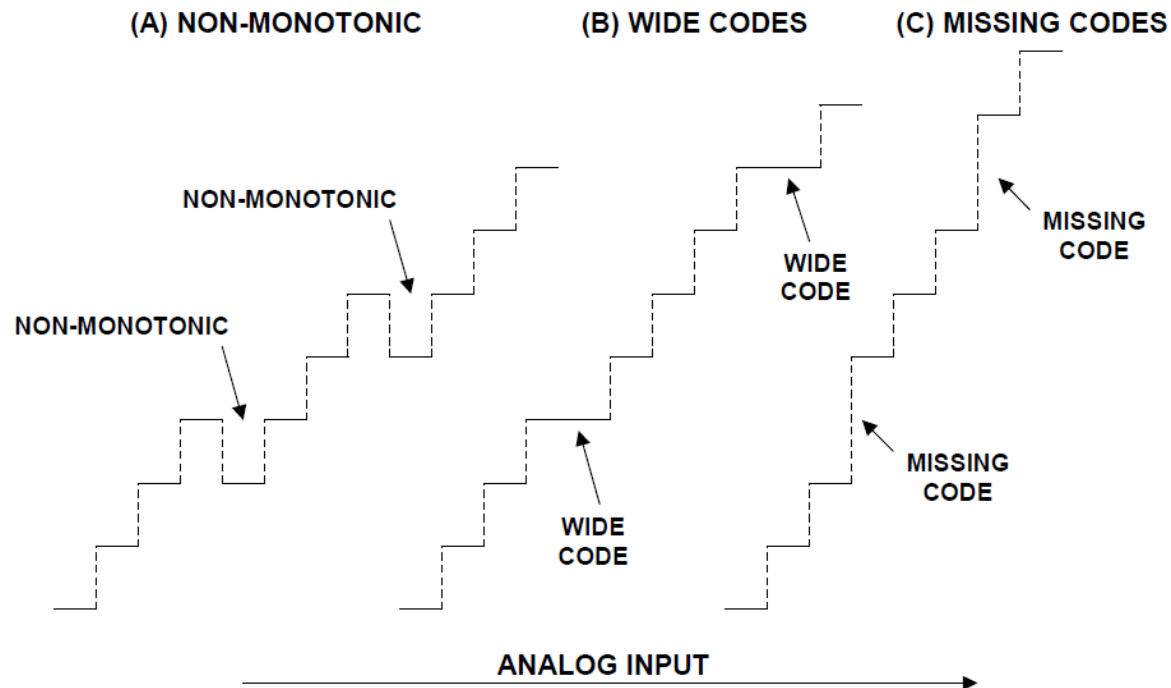 (A) NON-MONOTONIC
(B) WIDE CODES
(C) MISSING CODES
NON-MONOTONIC
NON-MONOTONIC
WIDE
CODE
WIDE
CODE
MISSING
CODE
MISSING
CODE
ANALOG INPUT